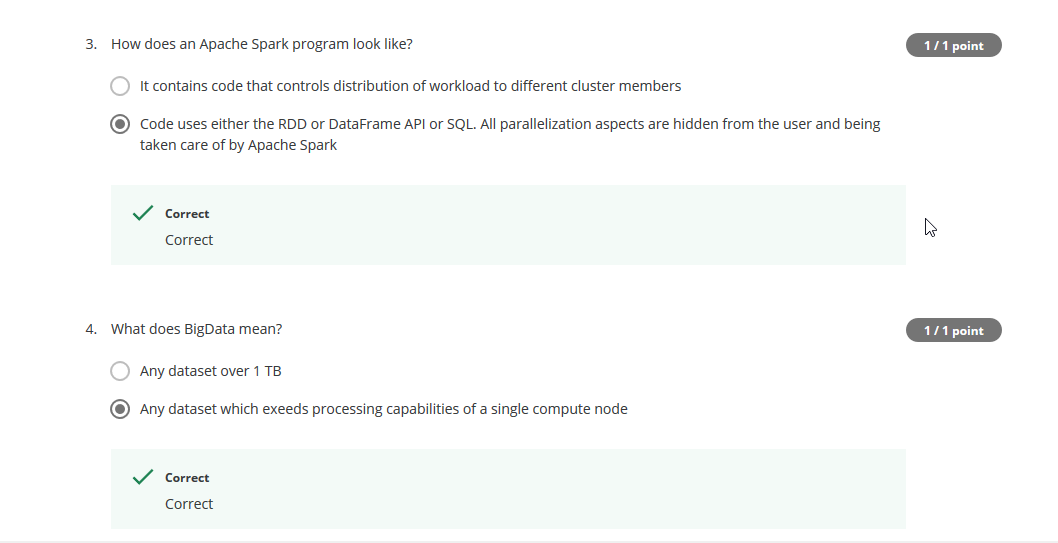 3. How does an Apache Spark program look like?
1 / 1 point
It contains code that controls distribution of workload to different cluster members
Code uses either the RDD or DataFrame API or SQL. All parallelization aspects are hidden from the user and being
taken care of by Apache Spark
Correct
Correct
4. What does BigData mean?
1 / 1 point
Any dataset over 1 TB
Any dataset which exeeds processing capabilities of a single compute node
Correct
Correct